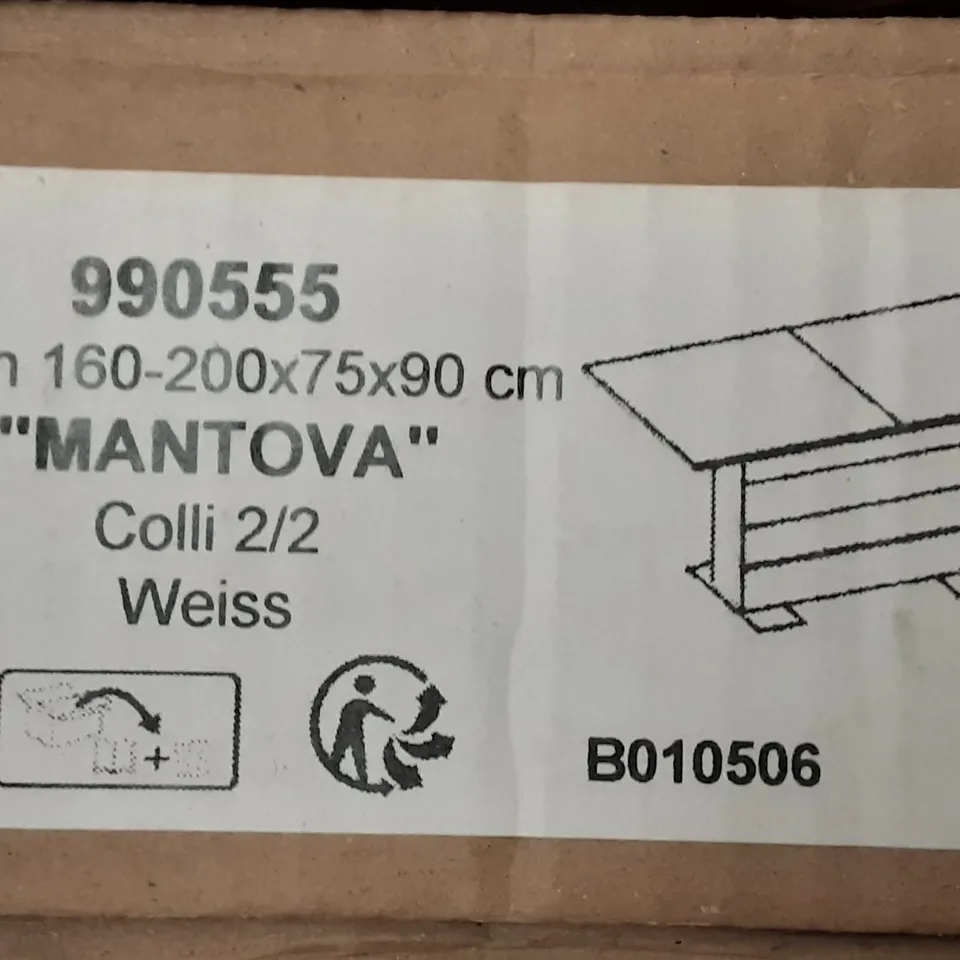 990555
160-200x75x90 cm
"MANTOVA"
Colli 2/2
Weiss
+
B010506